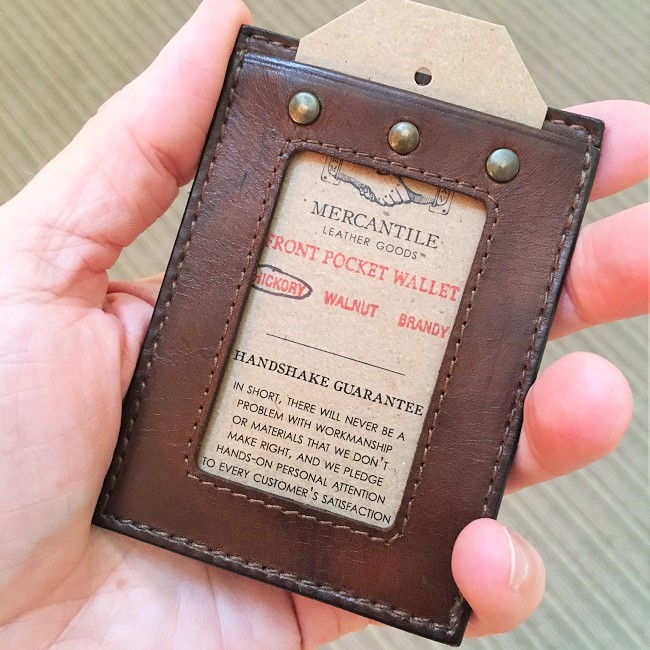 MERCANTILE
LEATHER GOODS™
FRONT POCKET WALLET
HICKORY WALNUT BRANDY
HANDSHAKE GUARANTEE
IN SHORT, THERE WILL NEVER BE A
PROBLEM WITH WORKMANSHIP
OR MATERIALS THAT WE DON'T
MAKE RIGHT, AND WE PLEDGE
HANDS-ON PERSONAL ATTENTION
TO EVERY CUSTOMER'S SATISFACTION